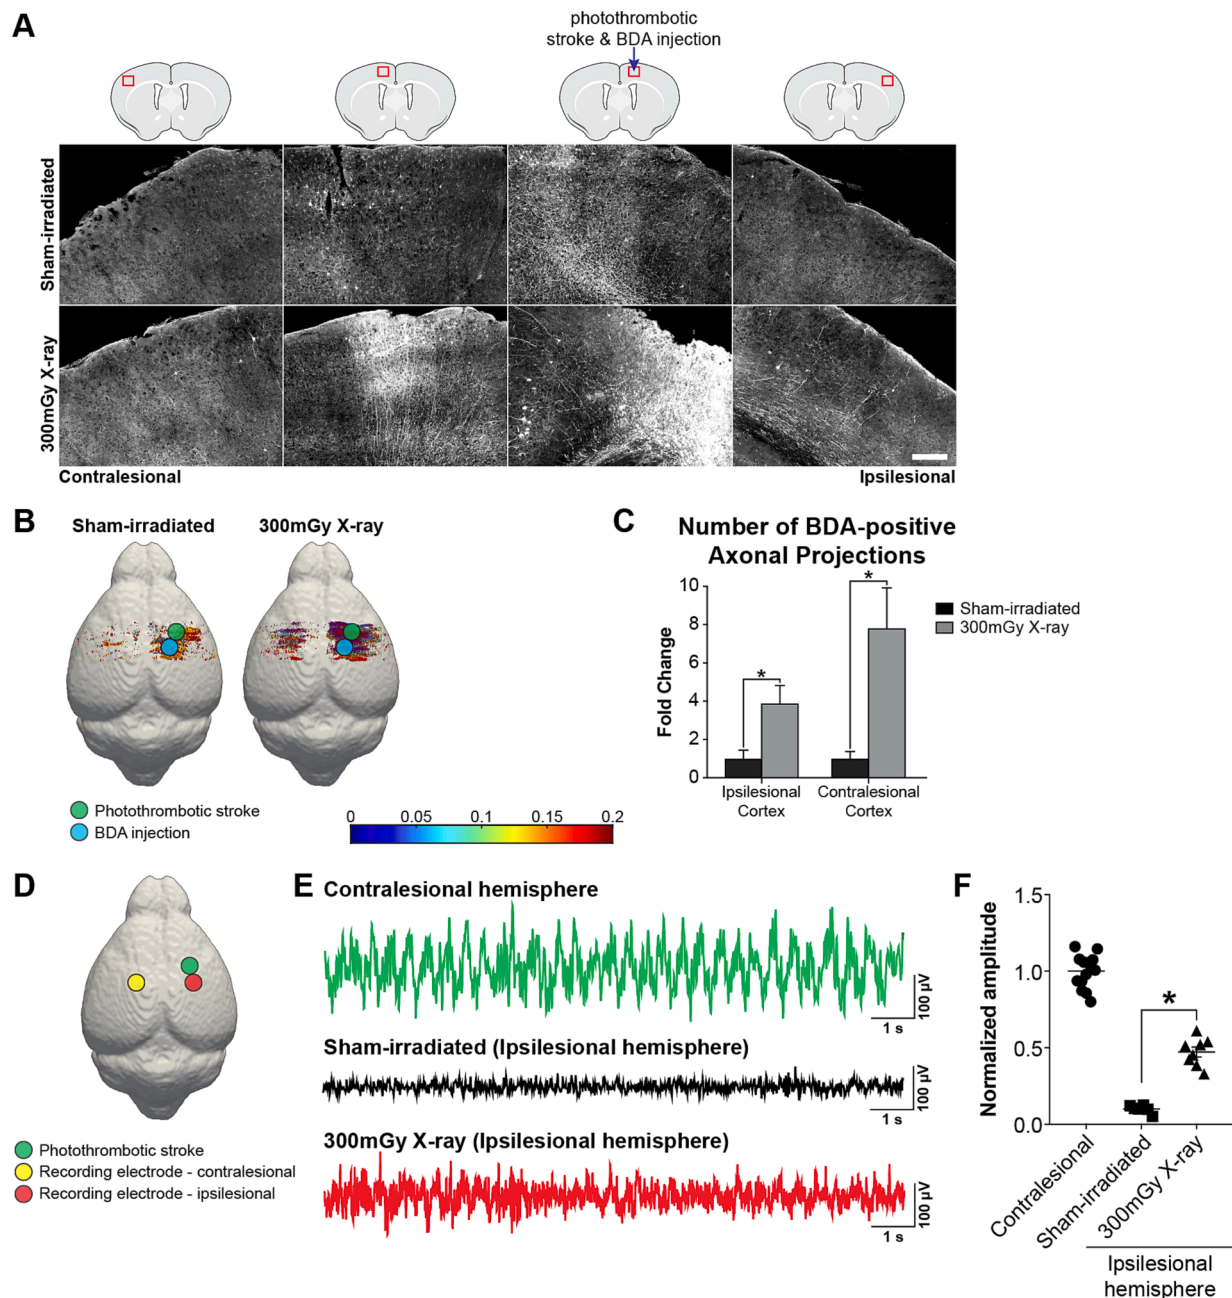 A
photothrombotic
stroke & BDA injection
Sham-irradiated
300mGy X-ray
Contralesional
Ipsilesional
B
Sham-irradiated
300mGy X-ray
Photothrombotic stroke
BDA injection
0
0.05
0.1
0.15
0.2
C
Number of BDA-positive
Axonal Projections
Fold Change
10
8
6
4
2
0
*
*
Ipsilesional
Cortex
Contralesional
Cortex
Sham-irradiated
300mGy X-ray
D
Photothrombotic stroke
Recording electrode - contralesional
Recording electrode - ipsilesional
E
Contralesional hemisphere
100 µV
1 s
Sham-irradiated (Ipsilesional hemisphere)
100 µV
1 s
300mGy X-ray (Ipsilesional hemisphere)
100 µV
1 s
F
Normalized amplitude
1.5
1.0
0.5
0.0
*
Contralesional
Sham-irradiated
300mGy X-ray
Ipsilesional
hemisphere